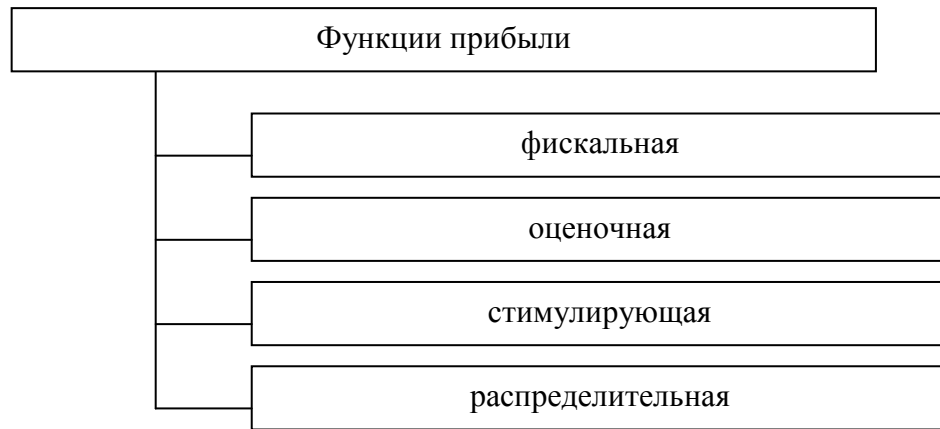 Функции прибыли
фискальная
оценочная
стимулирующая
распределительная